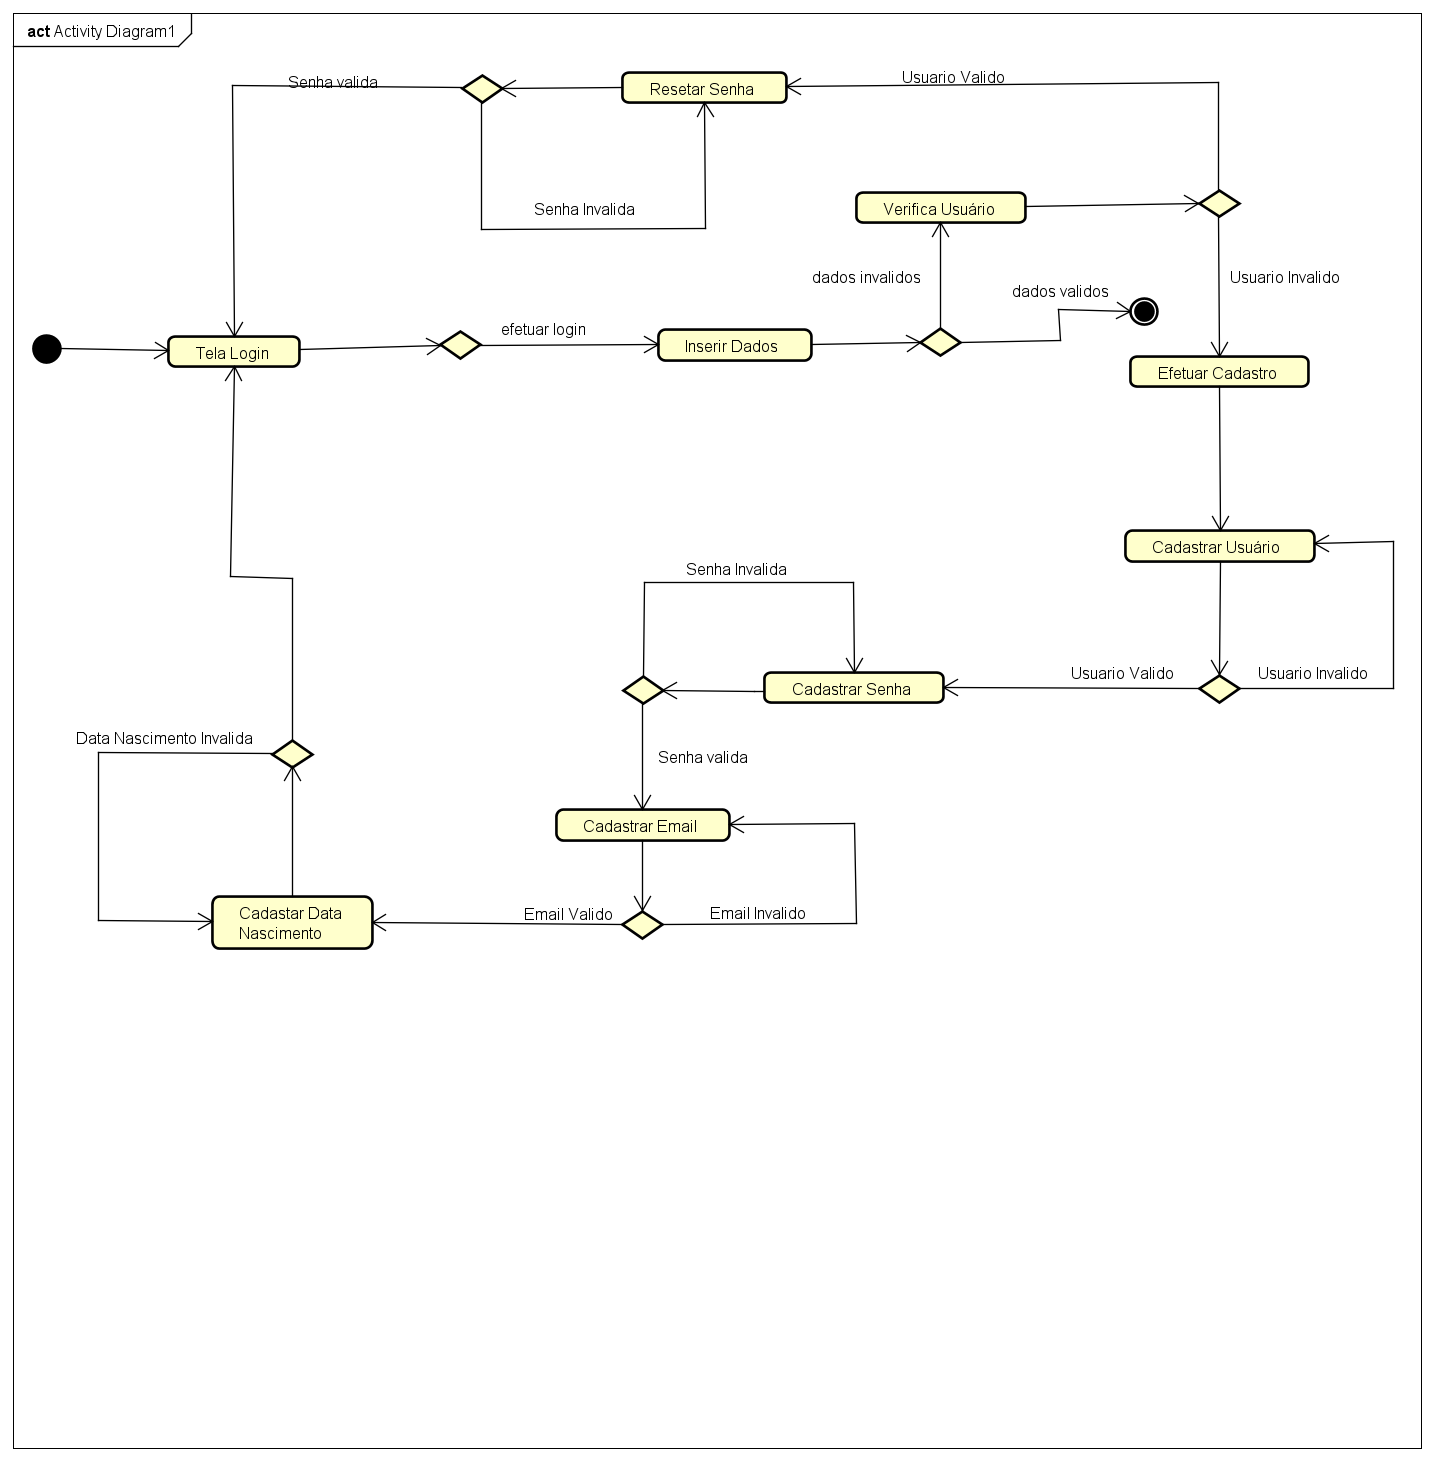 act Activity Diagram1
Usuario Valido
Senha valida
Resetar Senha
Senha Invalida
Verifica Usuário
dados invalidos
Usuario Invalido
dados validos
efetuar login
Inserir Dados
Tela Login
Efetuar Cadastro
Cadastrar Usuário
Senha Invalida
Usuario Valido
Usuario Invalido
Cadastrar Senha
Data Nascimento Invalida
Senha valida
Cadastrar Email
Cadastar Data
Nascimento
Email Valido
Email Invalido